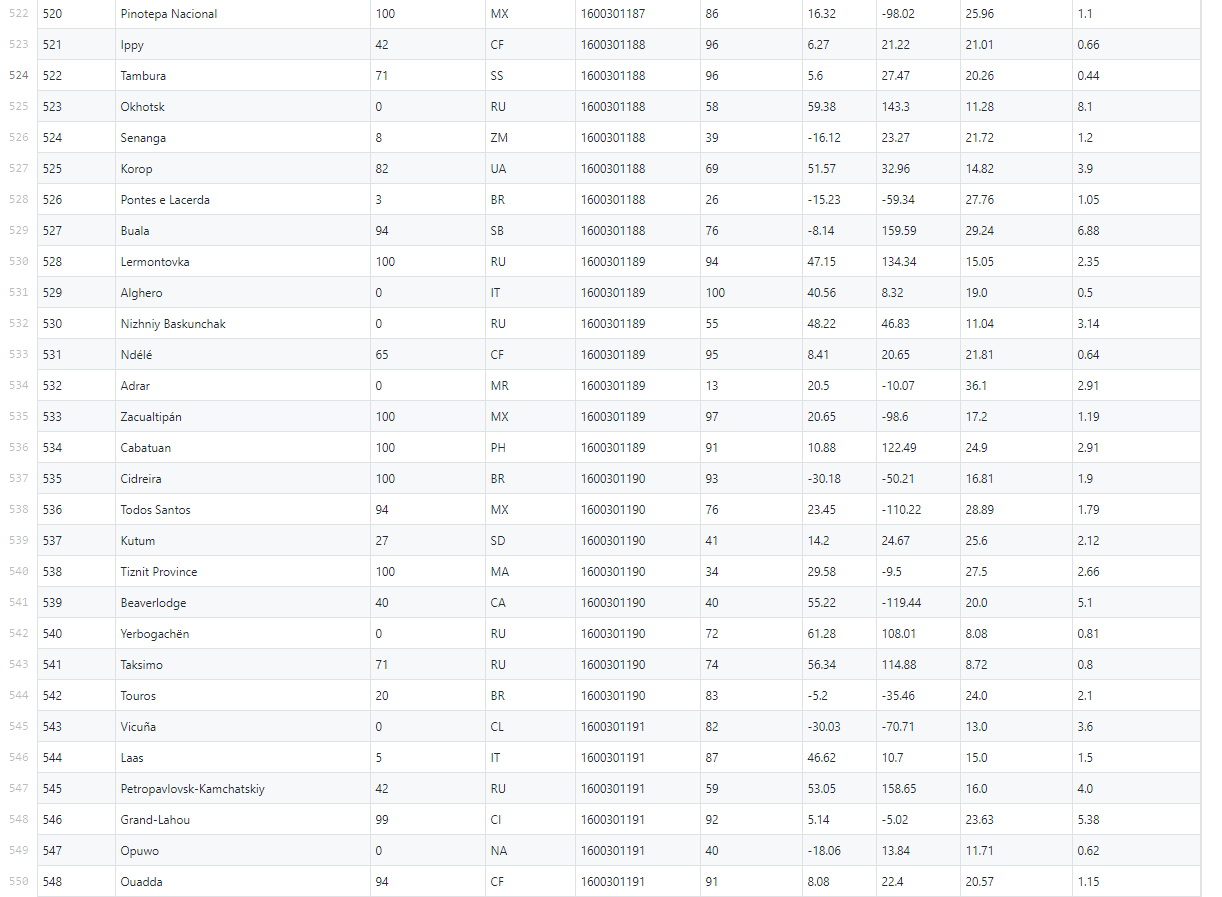 522 520 Pinotepa Nacional 100 MX 1600301187 86 16.32 -98.02 25.96 1.1
523 521 Ippy 42 CF 1600301188 96 6.27 21.22 21.01 0.66
524 522 Tambura 71 SS 1600301188 96 5.6 27.47 20.26 0.44
525 523 Okhotsk 0 RU 1600301188 58 59.38 143.3 11.28 8.1
526 524 Senanga 8 ZM 1600301188 39 -16.12 23.27 21.72 1.2
527 525 Korop 82 UA 1600301188 69 51.57 32.96 14.82 3.9
528 526 Pontes e Lacerda 3 BR 1600301188 26 -15.23 -59.34 27.76 1.05
529 527 Buala 94 SB 1600301188 76 -8.14 159.59 29.24 6.88
530 528 Lermontovka 100 RU 1600301189 94 47.15 134.34 15.05 2.35
531 529 Alghero 0 IT 1600301189 100 40.56 8.32 19.0 0.5
532 530 Nizhniy Baskunchak 0 RU 1600301189 55 48.22 46.83 11.04 3.14
533 531 Ndélé 65 CF 1600301189 95 8.41 20.65 21.81 0.64
534 532 Adrar 0 MR 1600301189 13 20.5 -10.07 36.1 2.91
535 533 Zacualtipán 100 MX 1600301189 97 20.65 -98.6 17.2 1.19
536 534 Cabatuan 100 PH 1600301189 91 10.88 122.49 24.9 2.91
537 535 Cidreira 100 BR 1600301190 93 -30.18 -50.21 16.81 1.9
538 536 Todos Santos 94 MX 1600301190 76 23.45 -110.22 28.89 1.79
539 537 Kutum 27 SD 1600301190 41 14.2 24.67 25.6 2.12
540 538 Tiznit Province 100 MA 1600301190 34 29.58 -9.5 27.5 2.66
541 539 Beaverlodge 40 CA 1600301190 40 55.22 -119.44 20.0 5.1
542 540 Yerbogachën 0 RU 1600301190 72 61.28 108.01 8.08 0.81
543 541 Taksimo 71 RU 1600301190 74 56.34 114.88 8.72 0.8
544 542 Touros 20 BR 1600301190 83 -5.2 -35.46 24.0 2.1
545 543 Vicuña 0 CL 1600301191 82 -30.03 -70.71 13.0 3.6
546 544 Laas 5 IT 1600301191 87 46.62 10.7 15.0 1.5
547 545 Petropavlovsk-Kamchatskiy 42 RU 1600301191 59 53.05 158.65 16.0 4.0
548 546 Grand-Lahou 99 CI 1600301191 92 5.14 -5.02 23.63 5.38
549 547 Opuwo 0 NA 1600301191 40 -18.06 13.84 11.71 0.62
550 548 Ouadda 94 CF 1600301191 91 8.08 22.4 20.57 1.15